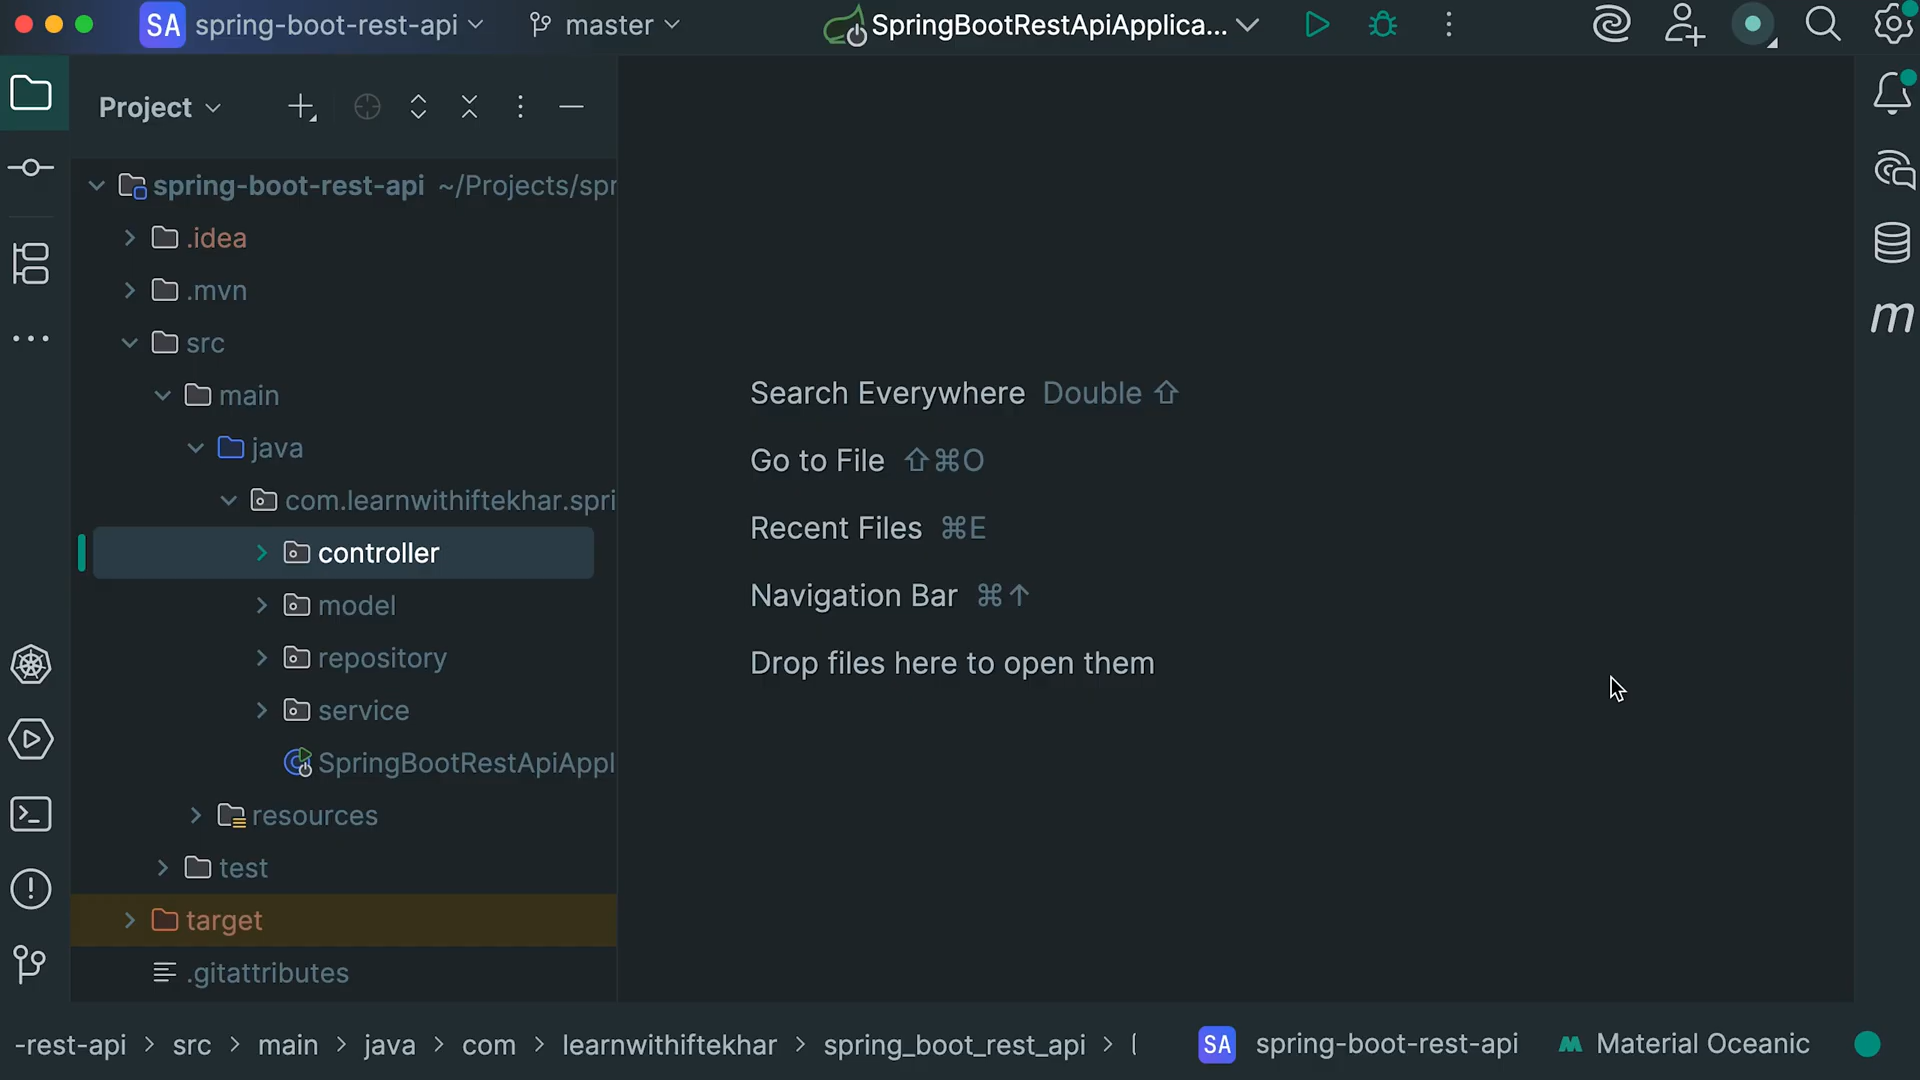 SA spring-boot-rest-api master SpringBootRestApiApplica...
Project
spring-boot-rest-api ~/Projects/spr
.idea
.mvn
src
main
java
com.learnwithiftekhar.spri
controller
model
repository
service
SpringBootRestApiAppl
resources
test
target
.gitattributes
Search Everywhere Double ⇧
Go to File ⇧⌘O
Recent Files ⌘E
Navigation Bar ⌘↑
Drop files here to open them
m
-rest-api > src > main > java > com > learnwithiftekhar > spring_boot_rest_api >
SA spring-boot-rest-api Material Oceanic